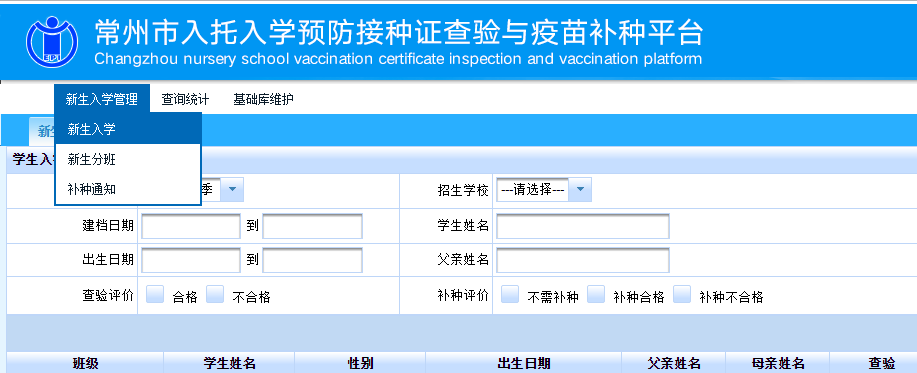 常州市入托入学预防接种证查验与疫苗补种平台
Changzhou nursery school vaccination certificate inspection and vaccination platform
新生入学管理 查询统计 基础库维护
新生入学
新生分班
补种通知
学生入
季 招生学校 ---请选择---
建档日期 到 学生姓名
出生日期 到 父亲姓名
查验评价 合格 不合格 补种评价 不需补种 补种合格 补种不合格
班级 学生姓名 性别 出生日期 父亲姓名 母亲姓名 查验